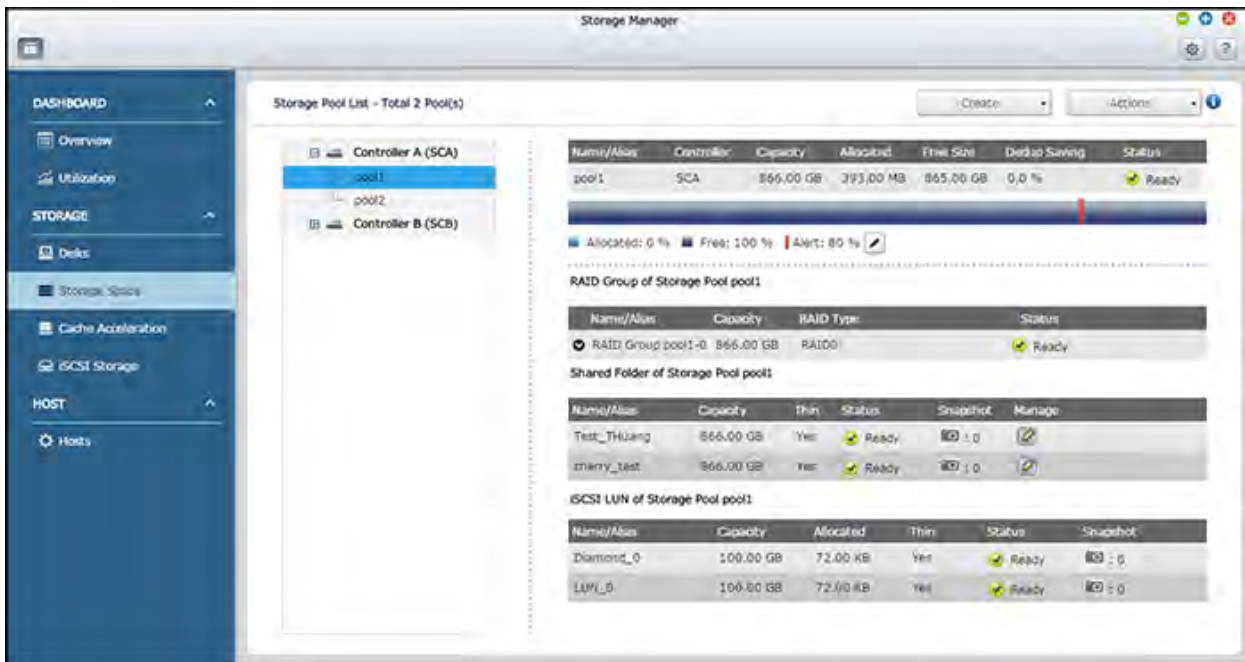 Storage Manager
DASHBOARD
Overview
Utilization
STORAGE
Disks
Storage Space
Cache Acceleration
iSCSI Storage
HOST
Hosts
Storage Pool List - Total 2 Pool(s)
Create
Actions
Controller A (SCA)
pool1
pool2
Controller B (SCB)
Name/Alias Controller Capacity Allocated Free Size Dedup Saving Status
pool1 SCA 866.00 GB 393.00 MB 865.00 GB 0.0 % Ready
Allocated: 0 % Free: 100 % Alert: 80 %
RAID Group of Storage Pool pool1
Name/Alias Capacity RAID Type Status
RAID Group pool1-0 866.00 GB RAID0 Ready
Shared Folder of Storage Pool pool1
Name/Alias Capacity Thin Status Snapshot Manage
Test_THuang 866.00 GB Yes Ready : 0
866.00 GB Yes Ready : 0
iSCSI LUN of Storage Pool pool1
Name/Alias Capacity Allocated Thin Status Snapshot
Diamond_0 100.00 GB 72.00 KB Yes Ready : 0
LUN_0 100.00 GB 72.00 KB Yes Ready : 0